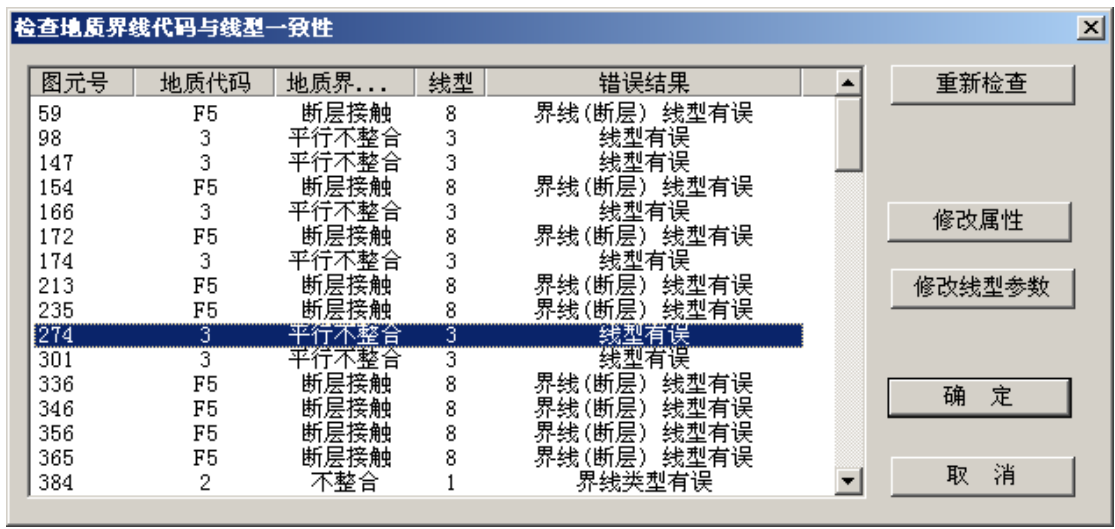 检查地质界线代码与线型一致性
图元号 地质代码 地质界... 线型 错误结果
59 F5 断层接触 8 界线(断层) 线型有误
98 3 平行不整合 3 线型有误
147 3 平行不整合 3 线型有误
154 F5 断层接触 8 界线(断层) 线型有误
166 3 平行不整合 3 线型有误
172 F5 断层接触 8 界线(断层) 线型有误
174 3 平行不整合 3 线型有误
213 F5 断层接触 8 界线(断层) 线型有误
235 F5 断层接触 8 界线(断层) 线型有误
274 3 平行不整合 3 线型有误
301 3 平行不整合 3 线型有误
336 F5 断层接触 8 界线(断层) 线型有误
346 F5 断层接触 8 界线(断层) 线型有误
356 F5 断层接触 8 界线(断层) 线型有误
365 F5 断层接触 8 界线(断层) 线型有误
384 2 不整合 1 界线类型有误
重新检查
修改属性
修改线型参数
确 定
取 消